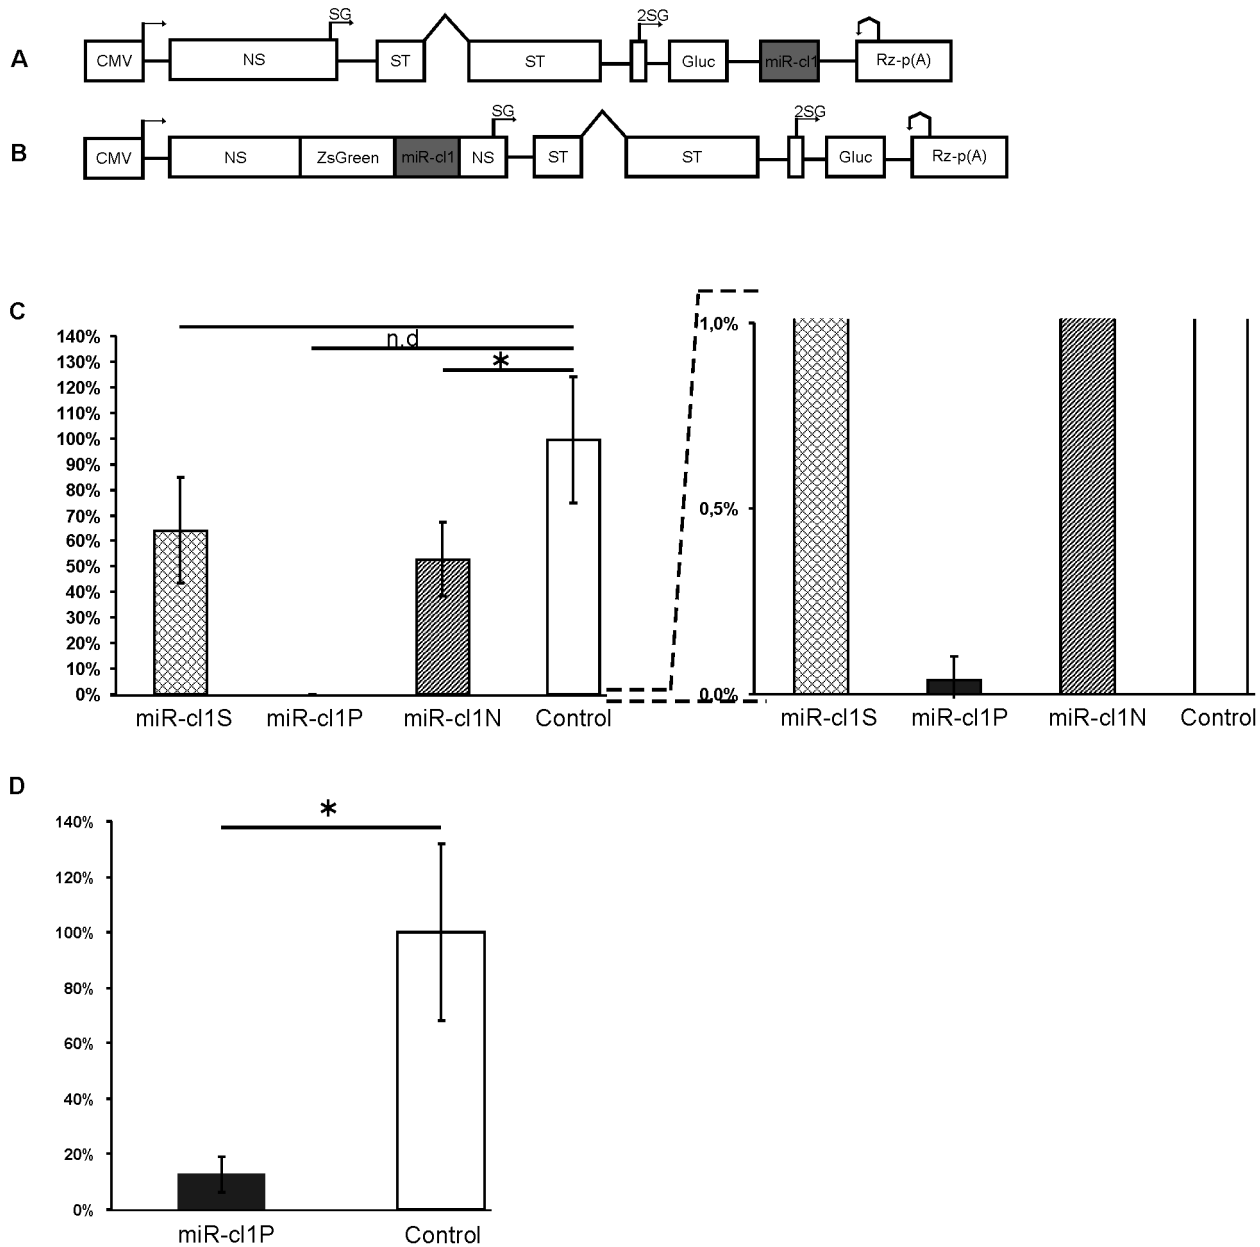 SG 2SG
A CMV NS ST ST Gluc miR-cl1 Rz-p(A)
SG 2SG
B CMV NS ZsGreen miR-cl1 NS ST ST Gluc Rz-p(A)
C
140%
130%
120%
110%
100%
90%
80%
70%
60%
50%
40%
30%
20%
10%
0%
n.d
*
miR-cl1S miR-cl1P miR-cl1N Control
1,0%
0,5%
0,0%
miR-cl1S miR-cl1P miR-cl1N Control
D
*
140%
120%
100%
80%
60%
40%
20%
0%
miR-cl1P Control